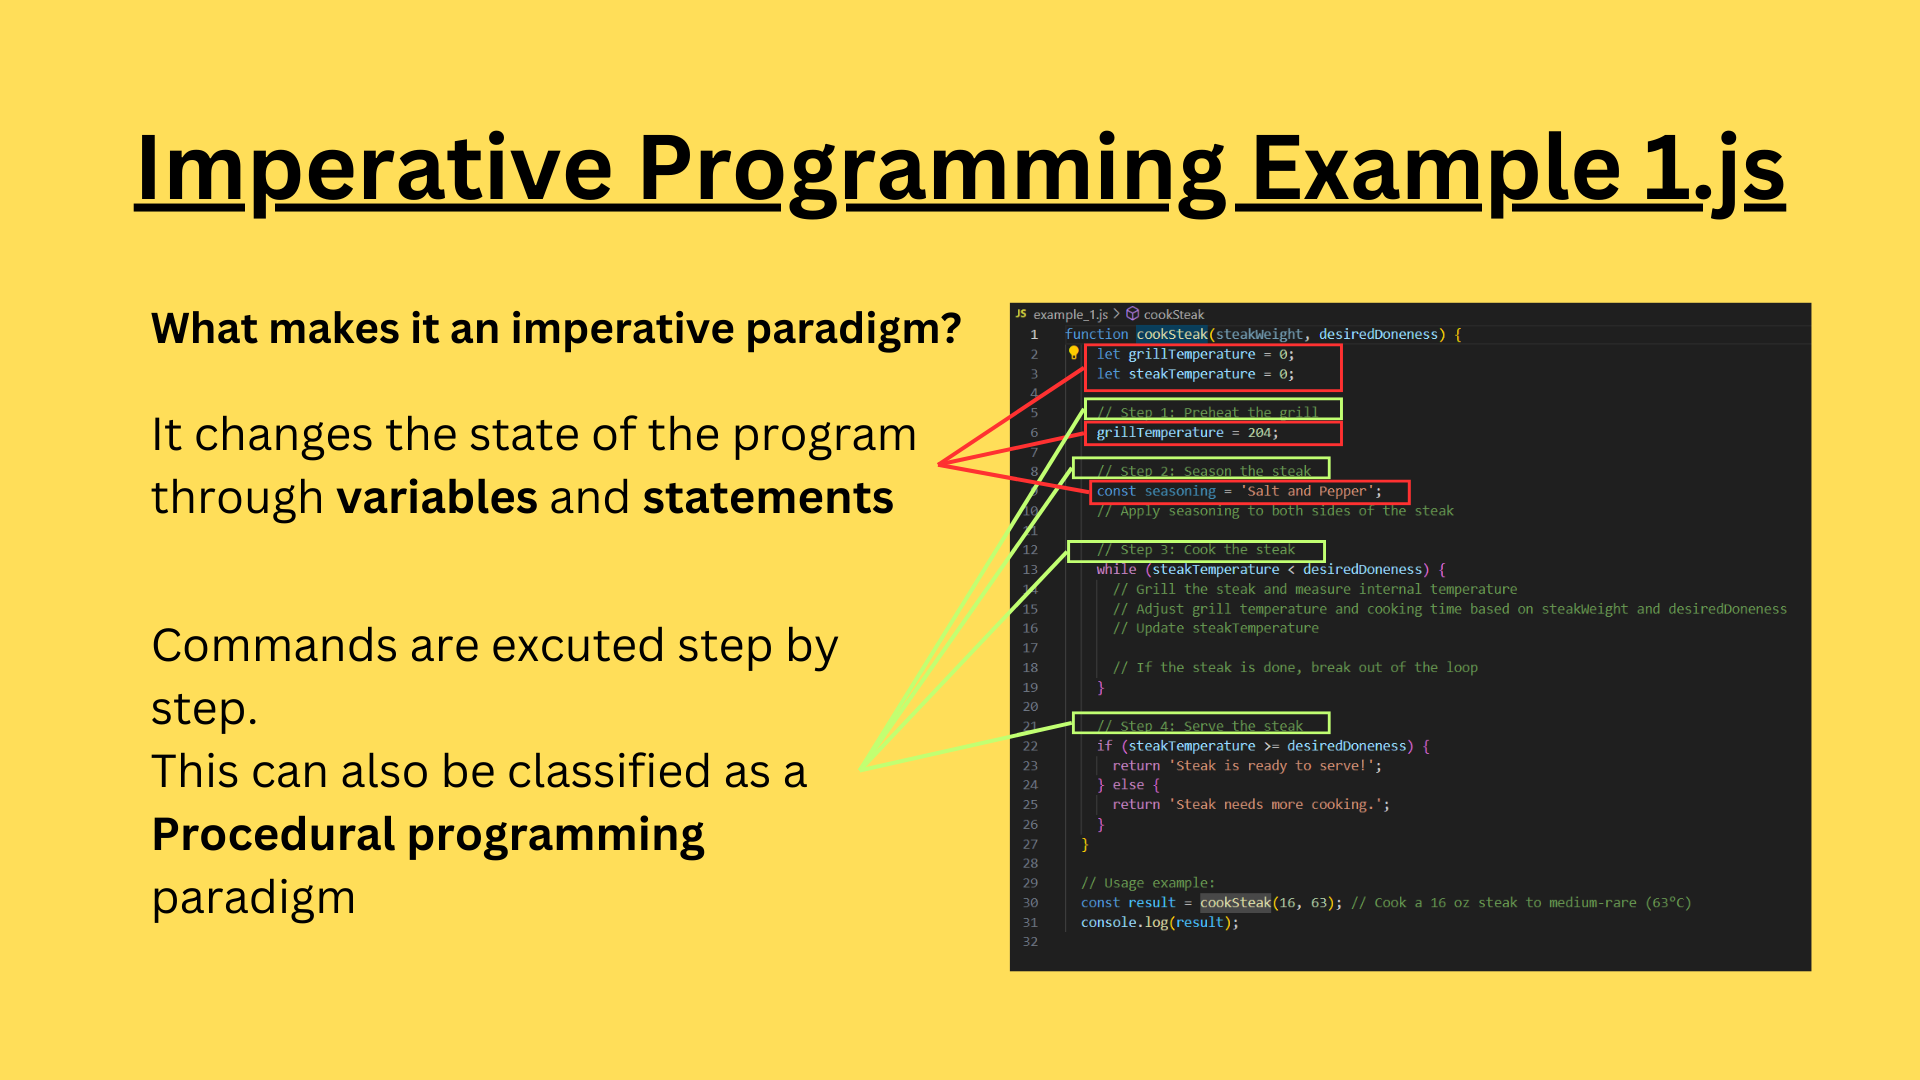 Imperative Programming Example 1.js
What makes it an imperative paradigm?
It changes the state of the program
through variables and statements
Commands are excuted step by
step.
This can also be classified as a
Procedural programming
paradigm
JS example_1.js > cookSteak
1 function cookSteak(steakWeight, desiredDoneness) {
2 let grillTemperature = 0;
3 let steakTemperature = 0;
4
5 // Step 1: Preheat the grill
6 grillTemperature = 204;
7
8 // Step 2: Season the steak
9 const seasoning = 'Salt and Pepper';
10 // Apply seasoning to both sides of the steak
11
12 // Step 3: Cook the steak
13 while (steakTemperature < desiredDoneness) {
14 // Grill the steak and measure internal temperature
15 // Adjust grill temperature and cooking time based on steakWeight and desiredDoneness
16 // Update steakTemperature
17
18 // If the steak is done, break out of the loop
19 }
20
21 // Step 4: Serve the steak
22 if (steakTemperature >= desiredDoneness) {
23 return 'Steak is ready to serve!';
24 } else {
25 return 'Steak needs more cooking.';
26 }
27 }
28
29 // Usage example:
30 const result = cookSteak(16, 63); // Cook a 16 oz steak to medium-rare (63°C)
31 console.log(result);
32